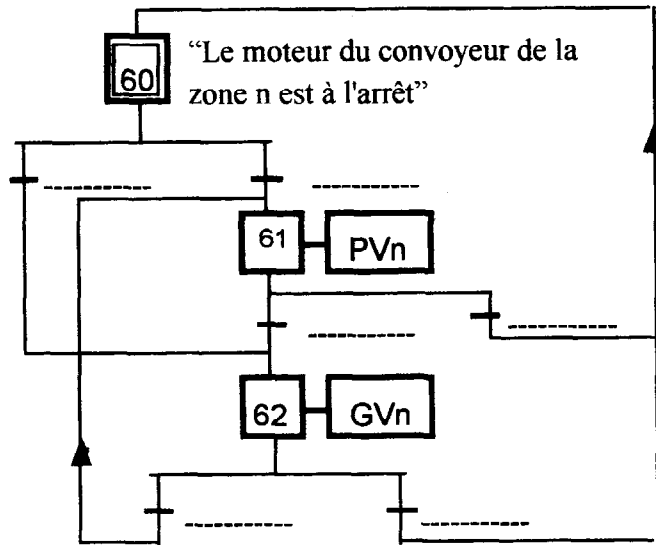 60
“Le moteur du convoyeur de la
zone n est à l'arrêt”
61
PVn
62
GVn